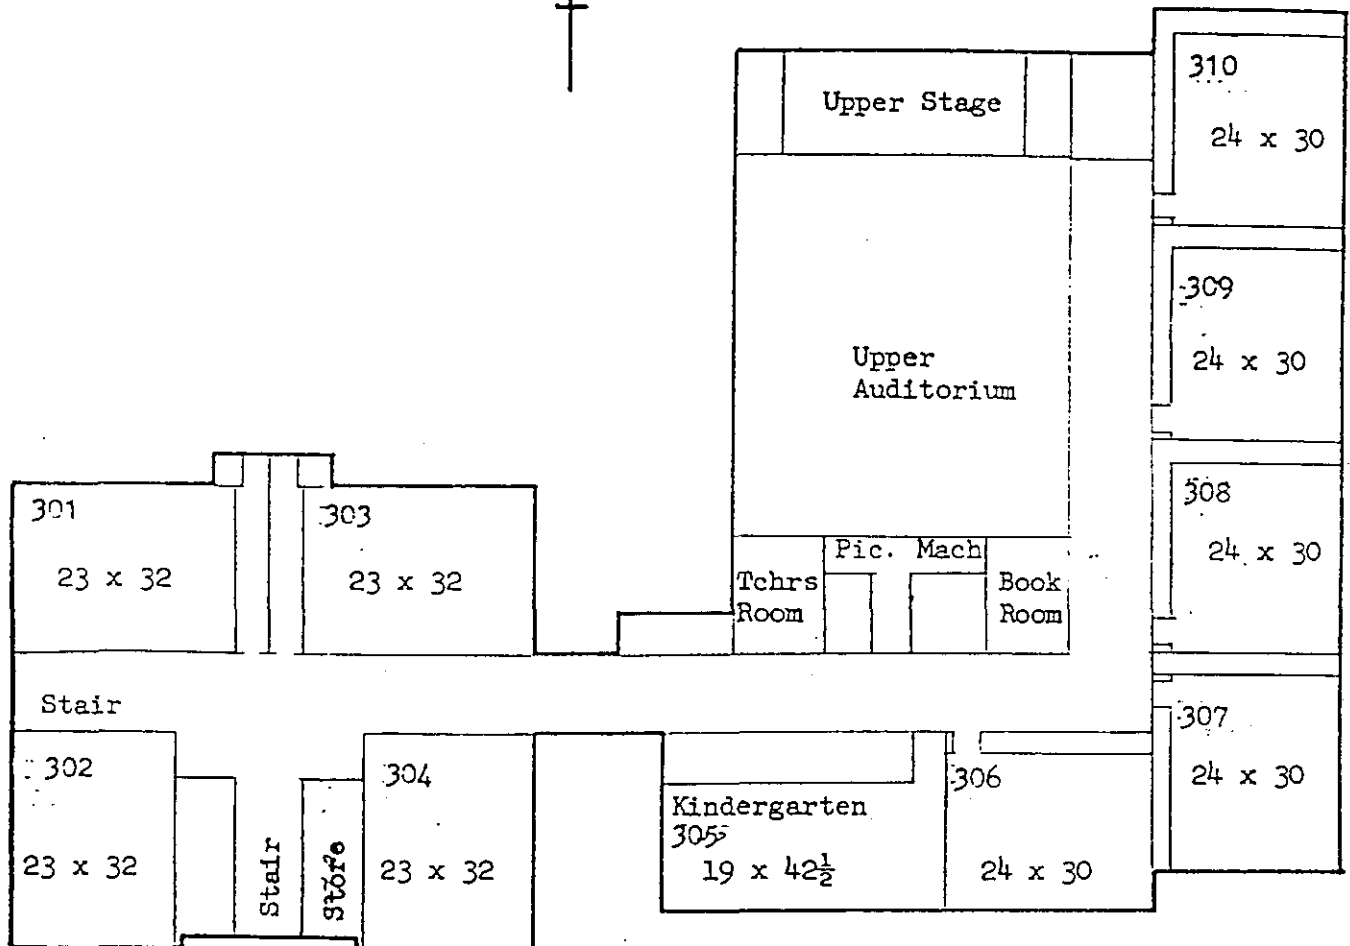 310
24 x 30
Upper Stage
309
24 x 30
Upper
Auditorium
308
24 x 30
301
23 x 32
303
23 x 32
Pic. Mach
Tchrs
Room
Book
Room
Stair
307
24 x 30
302
23 x 32
Stair
Store
304
23 x 32
Kindergarten
305
19 x 42½
306
24 x 30